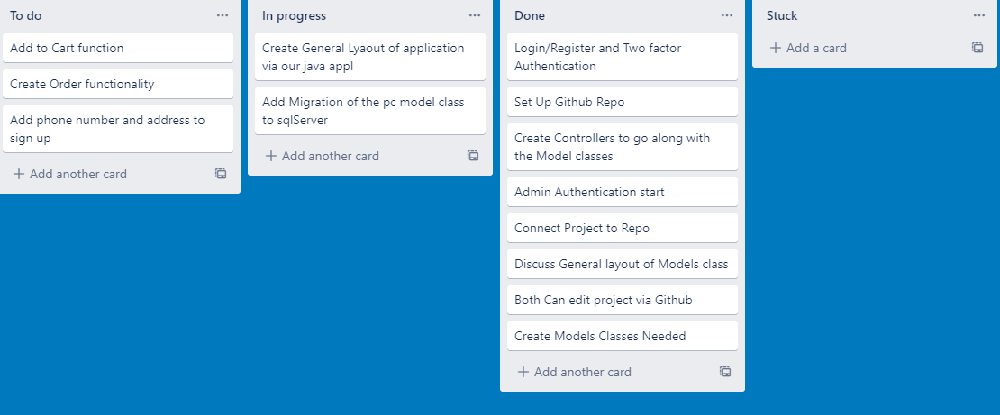 To do
Add to Cart function
Create Order functionality
Add phone number and address to
sign up
Add another card
In progress
Create General Lyaout of application
via our java appl
Add Migration of the pc model class
to sqlServer
Add another card
Done
Login/Register and Two factor
Authentication
Set Up Github Repo
Create Controllers to go along with
the Model classes
Admin Authentication start
Connect Project to Repo
Discuss General layout of Models class
Both Can edit project via Github
Create Models Classes Needed
Add another card
Stuck
Add a card